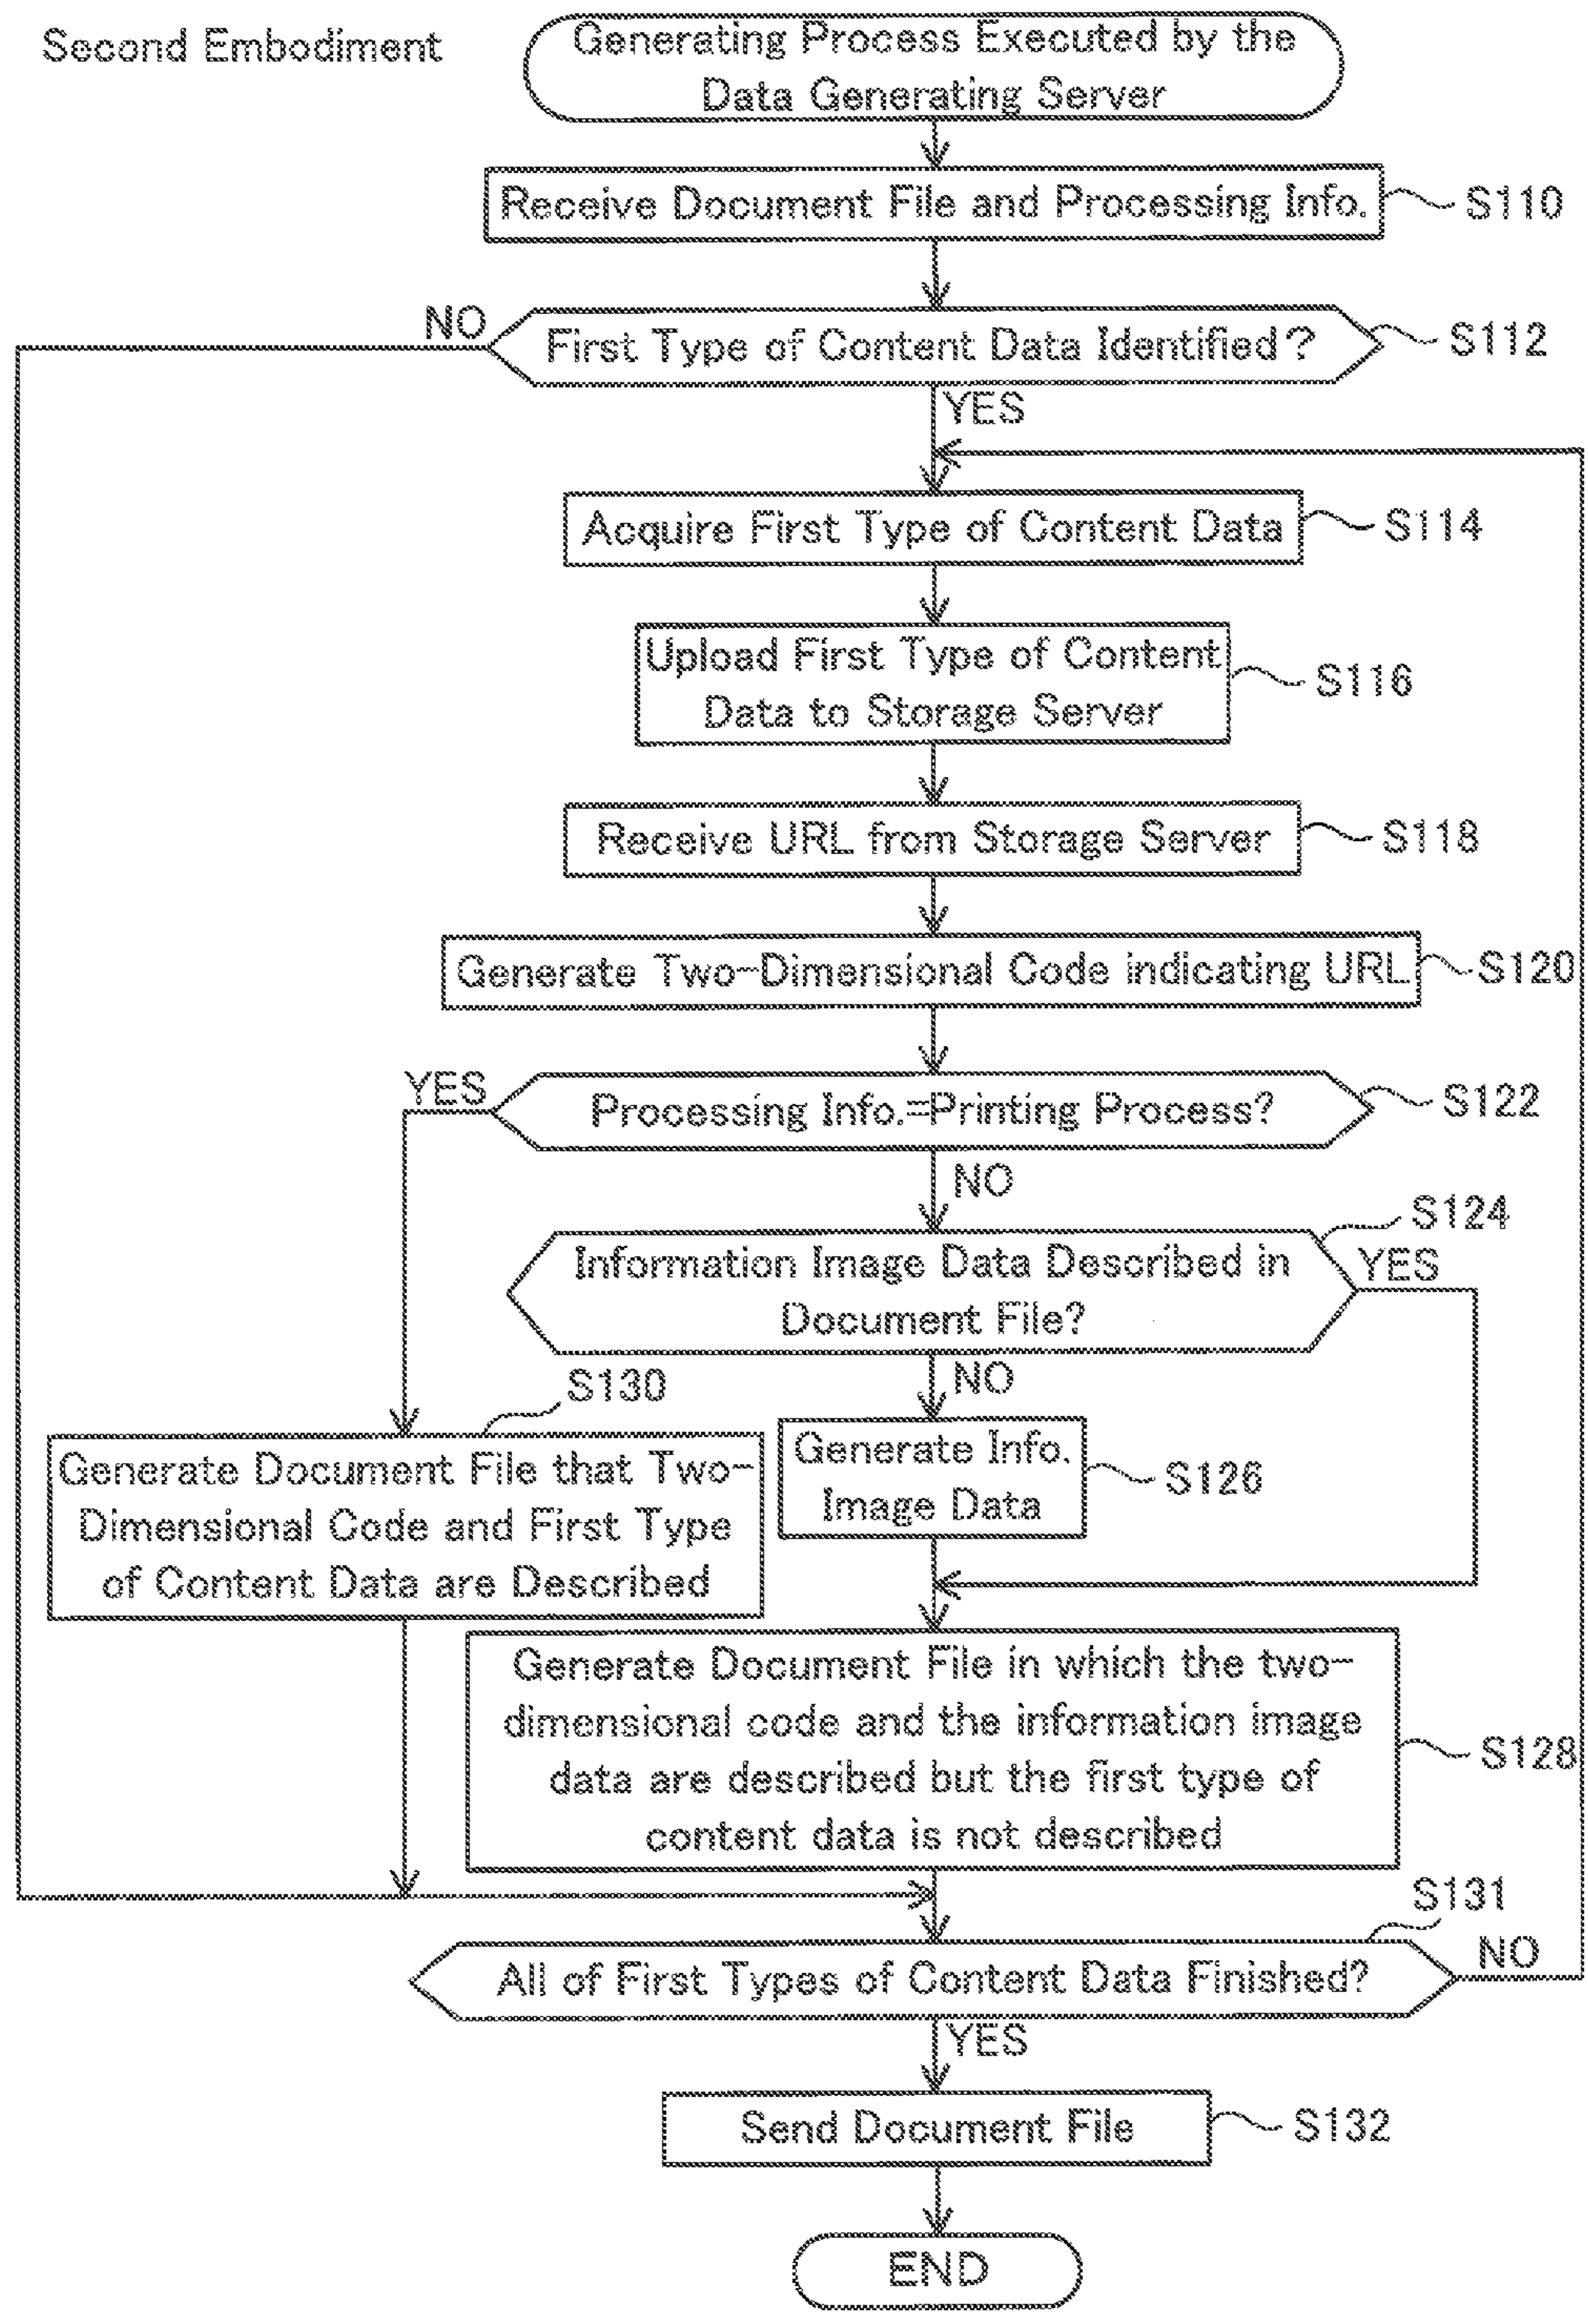 Second Embodiment
Generating Process Executed by the
Data Generating Server
Receive Document File and Processing Info.
S110
NO
First Type of Content Data Identified?
S112
YES
Acquire First Type of Content Data
S114
Upload First Type of Content
Data to Storage Server
S116
Receive URL from Storage Server
S118
Generate Two-Dimensional Code indicating URL
S120
YES
Processing Info.=Printing Process?
S122
NO
S124
Information Image Data Described in
Document File?
YES
NO
S130
Generate Document File that Two-
Dimensional Code and First Type
of Content Data are Described
Generate Info.
Image Data
S126
Generate Document File in which the two-
dimensional code and the information image
data are described but the first type of
content data is not described
S128
S131
All of First Types of Content Data Finished?
NO
YES
Send Document File
S132
END